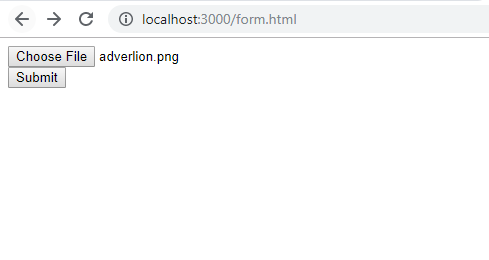 localhost:3000/form.html
Choose File adverlion.png
Submit